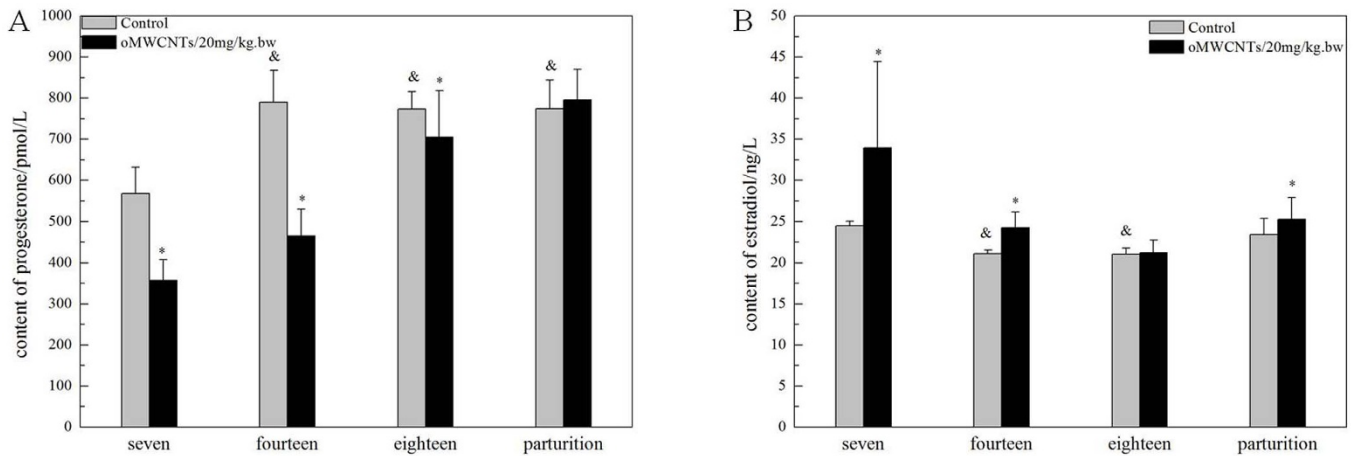 A
content of progesterone/pmol/L
1000
900
800
700
600
500
400
300
200
100
0
Control
oMWCNTs/20mg/kg.bw
&
&
*
&
*
*
seven
fourteen
eighteen
parturition
B
content of estradiol/ng/L
50
45
40
35
30
25
20
15
10
5
0
Control
oMWCNTs/20mg/kg.bw
*
&
*
&
*
seven
fourteen
eighteen
parturition